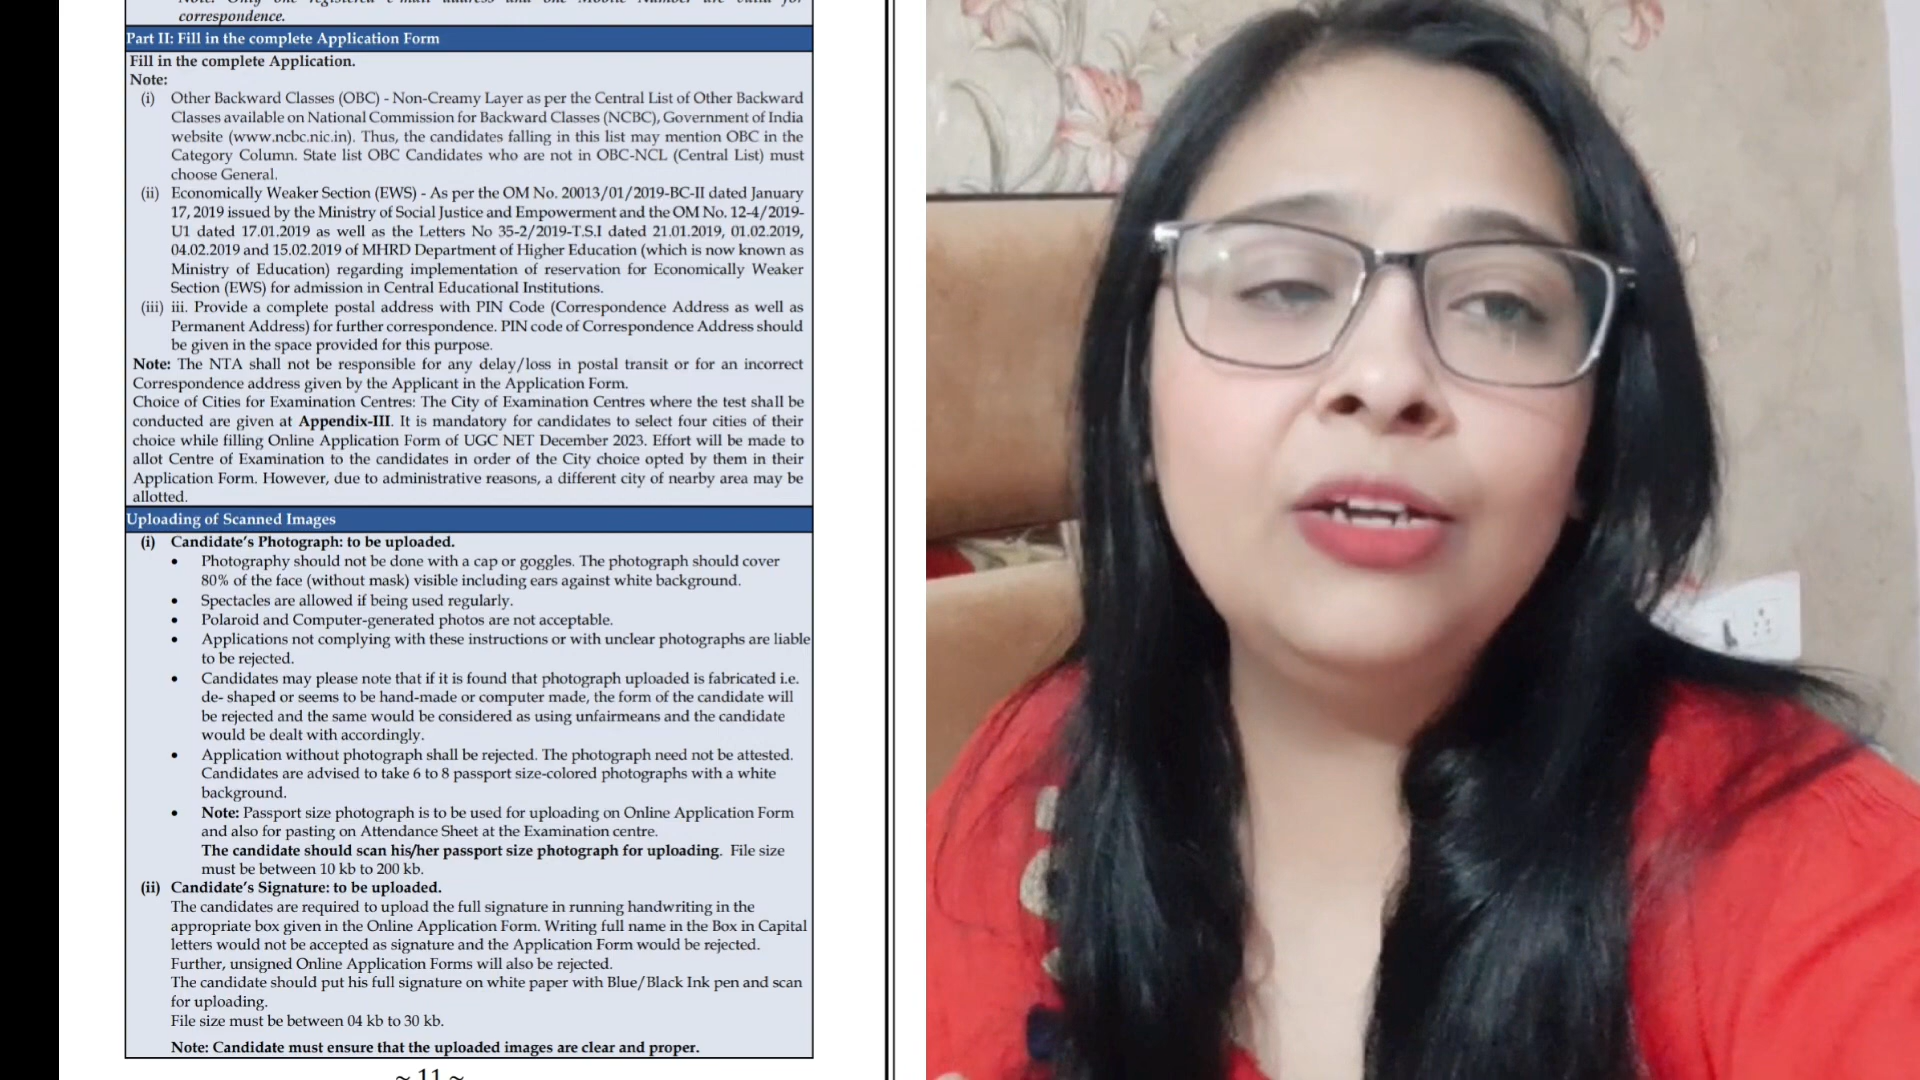 Note: Only one registered e-mail address and one Mobile Number are valid for
correspondence.
Part II: Fill in the complete Application Form
Fill in the complete Application.
Note:
(i) Other Backward Classes (OBC) - Non-Creamy Layer as per the Central List of Other Backward
Classes available on National Commission for Backward Classes (NCBC), Government of India
website (www.ncbc.nic.in). Thus, the candidates falling in this list may mention OBC in the
Category Column. State list OBC Candidates who are not in OBC-NCL (Central List) must
choose General.
(ii) Economically Weaker Section (EWS) - As per the OM No. 20013/01/2019-BC-II dated January
17, 2019 issued by the Ministry of Social Justice and Empowerment and the OM No. 12-4/2019-
U1 dated 17.01.2019 as well as the Letters No 35-2/2019-T.S.I dated 21.01.2019, 01.02.2019,
04.02.2019 and 15.02.2019 of MHRD Department of Higher Education (which is now known as
Ministry of Education) regarding implementation of reservation for Economically Weaker
Section (EWS) for admission in Central Educational Institutions.
(iii) iii. Provide a complete postal address with PIN Code (Correspondence Address as well as
Permanent Address) for further correspondence. PIN code of Correspondence Address should
be given in the space provided for this purpose.
Note: The NTA shall not be responsible for any delay/loss in postal transit or for an incorrect
Correspondence address given by the Applicant in the Application Form.
Choice of Cities for Examination Centres: The City of Examination Centres where the test shall be
conducted are given at Appendix-III. It is mandatory for candidates to select four cities of their
choice while filling Online Application Form of UGC NET December 2023. Effort will be made to
allot Centre of Examination to the candidates in order of the City choice opted by them in their
Application Form. However, due to administrative reasons, a different city of nearby area may be
allotted.
Uploading of Scanned Images
(i) Candidate's Photograph: to be uploaded.
• Photography should not be done with a cap or goggles. The photograph should cover
80% of the face (without mask) visible including ears against white background.
• Spectacles are allowed if being used regularly.
• Polaroid and Computer-generated photos are not acceptable.
• Applications not complying with these instructions or with unclear photographs are liable
to be rejected.
• Candidates may please note that if it is found that photograph uploaded is fabricated i.e.
de- shaped or seems to be hand-made or computer made, the form of the candidate will
be rejected and the same would be considered as using unfairmeans and the candidate
would be dealt with accordingly.
• Application without photograph shall be rejected. The photograph need not be attested.
Candidates are advised to take 6 to 8 passport size-colored photographs with a white
background.
• Note: Passport size photograph is to be used for uploading on Online Application Form
and also for pasting on Attendance Sheet at the Examination centre.
The candidate should scan his/her passport size photograph for uploading. File size
must be between 10 kb to 200 kb.
(ii) Candidate's Signature: to be uploaded.
The candidates are required to upload the full signature in running handwriting in the
appropriate box given in the Online Application Form. Writing full name in the Box in Capital
letters would not be accepted as signature and the Application Form would be rejected.
Further, unsigned Online Application Forms will also be rejected.
The candidate should put his full signature on white paper with Blue/Black Ink pen and scan
for uploading.
File size must be between 04 kb to 30 kb.
Note: Candidate must ensure that the uploaded images are clear and proper.
~ 11 ~